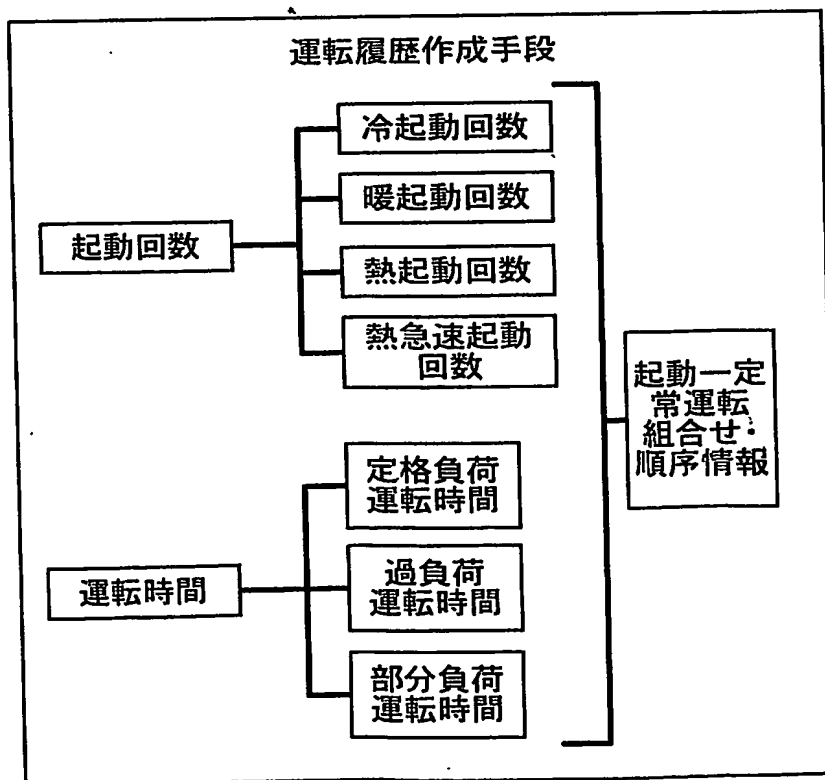 運転履歴作成手段
起動回数
冷起動回数
暖起動回数
熱起動回数
熱急速起動
回数
運転時間
定格負荷
運転時間
過負荷
運転時間
部分負荷
運転時間
起動一定
常運転
組合せ・
順序情報